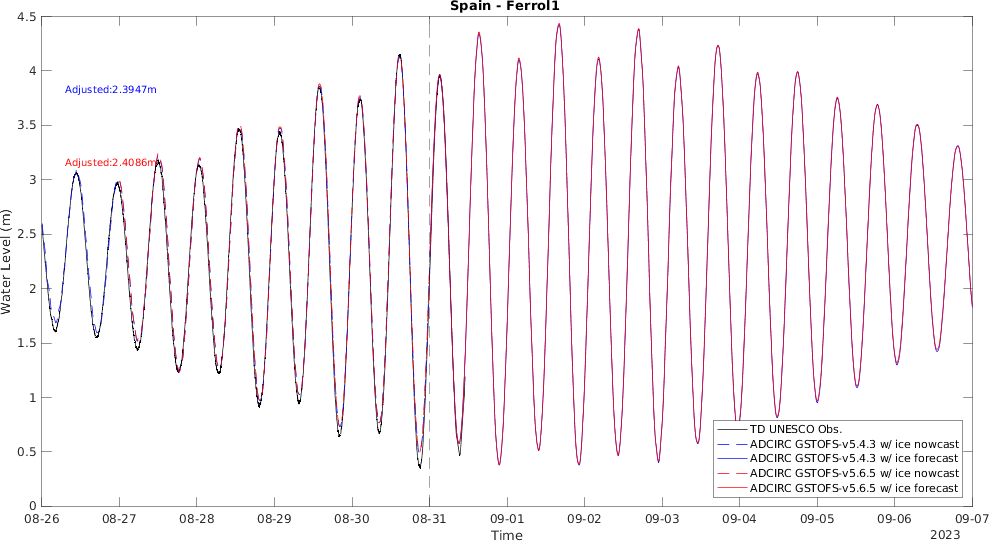 Spain - Ferrol1
4.5
4
3.5
3
2.5
2
1.5
1
0.5
0
Water Level (m)
Adjusted:2.3947m
Adjusted:2.4086m
TD UNESCO Obs.
ADCIRC GSTOFS-v5.4.3 w/ ice nowcast
ADCIRC GSTOFS-v5.4.3 w/ ice forecast
ADCIRC GSTOFS-v5.6.5 w/ ice nowcast
ADCIRC GSTOFS-v5.6.5 w/ ice forecast
08-26 08-27 08-28 08-29 08-30 08-31 09-01 09-02 09-03 09-04 09-05 09-06 09-07
Time
2023